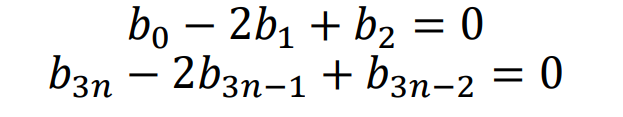 b₀ − 2b₁ + b₂ = 0
b₃ₙ − 2b₃ₙ₋₁ + b₃ₙ₋₂ = 0